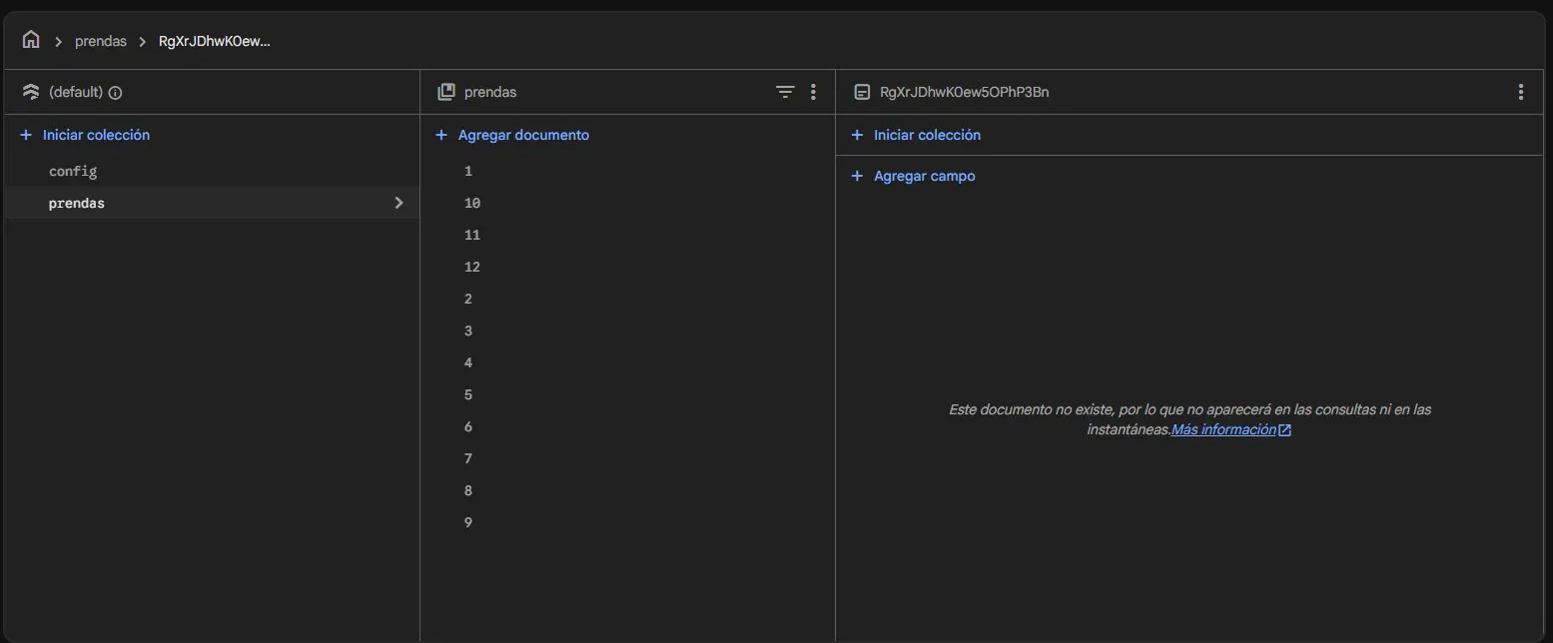 prendas
RgXrJDhwK0ew...
(default)
Iniciar colección
config
prendas
prendas
Agregar documento
1
10
11
12
2
3
4
5
6
7
8
9
RgXrJDhwK0ew5OPhP3Bn
Iniciar colección
Agregar campo
Este documento no existe, por lo que no aparecerá en las consultas ni en las
instantáneas.Más información